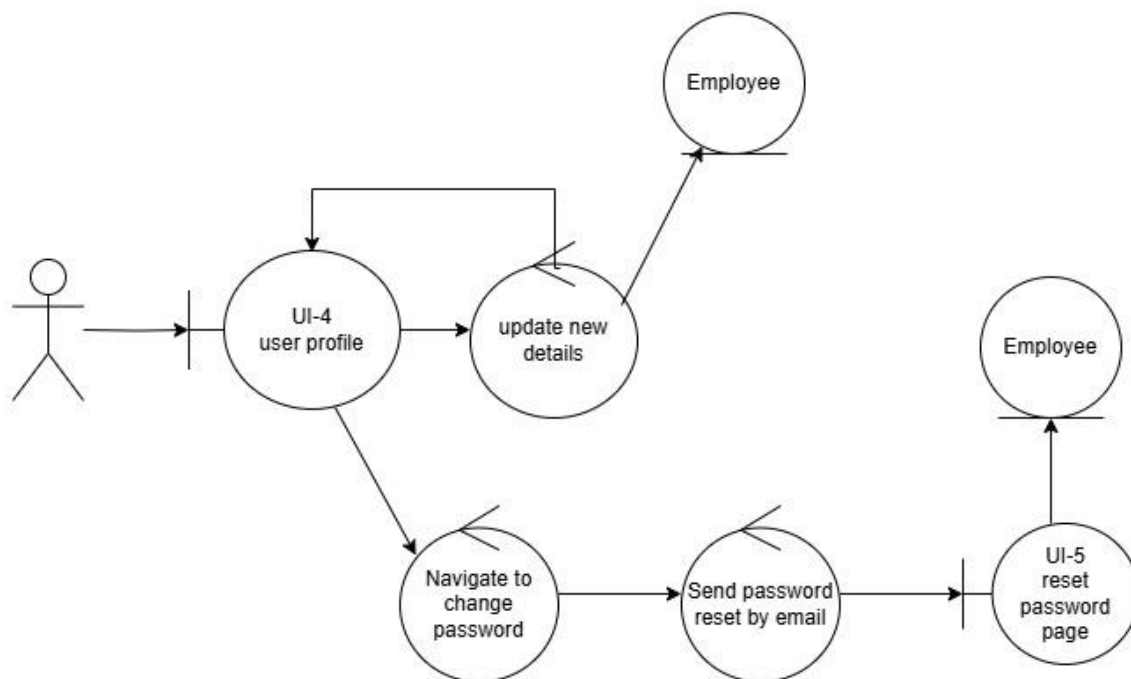 Employee
UI-4
user profile
update new
details
Employee
Navigate to
change
password
Send password
reset by email
UI-5
reset
password
page